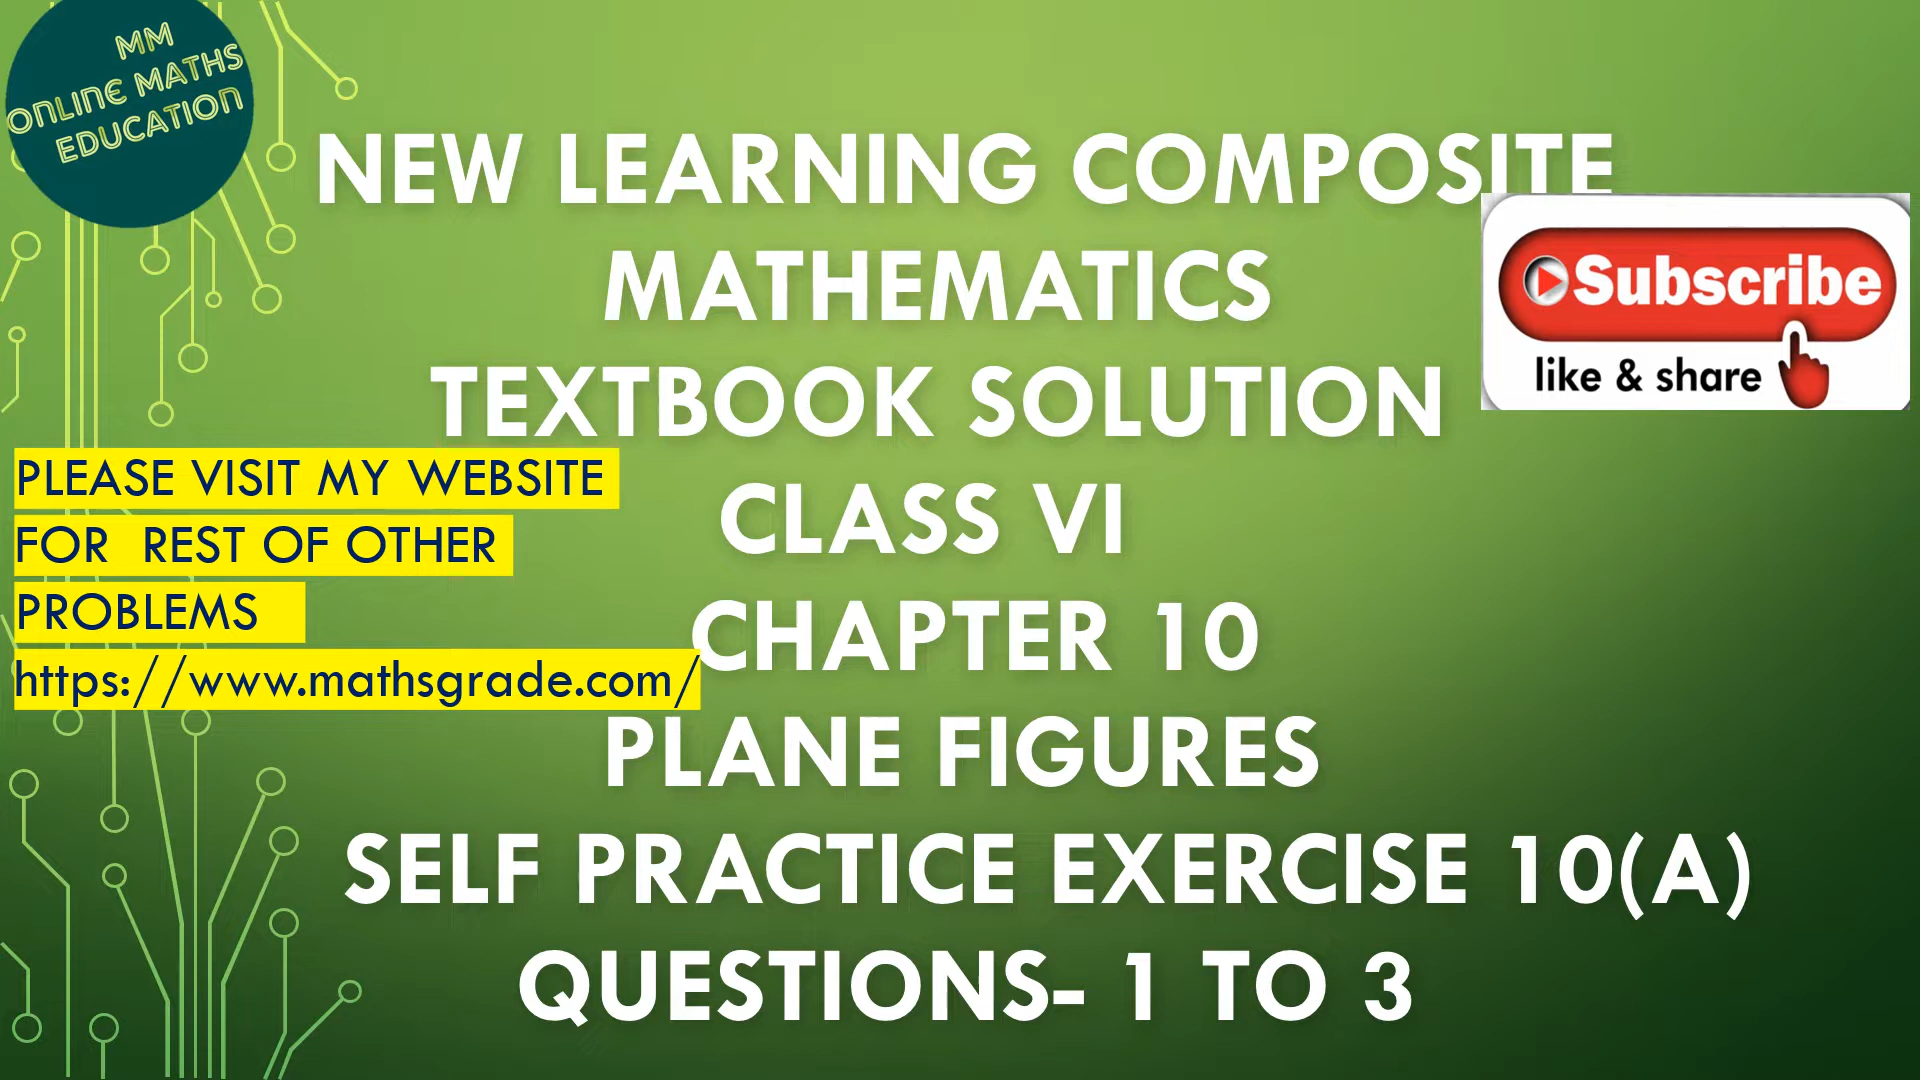 MM
ONLINE MATHS
EDUCATION
NEW LEARNING COMPOSITE
MATHEMATICS
TEXTBOOK SOLUTION
CLASS VI
CHAPTER 10
PLANE FIGURES
SELF PRACTICE EXERCISE 10(A)
QUESTIONS- 1 TO 3
Subscribe
like & share
PLEASE VISIT MY WEBSITE
FOR REST OF OTHER
PROBLEMS
https://www.mathsgrade.com/